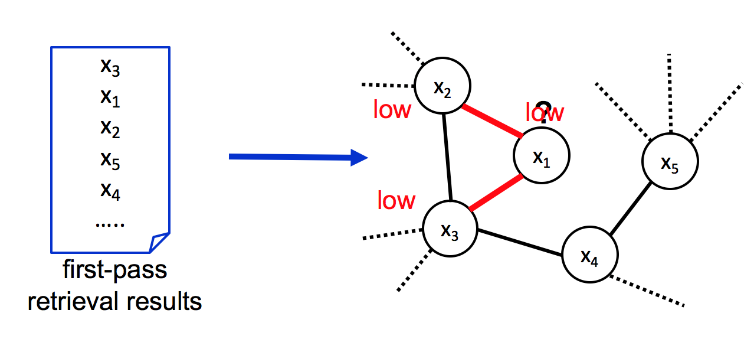 x3
x1
x2
x5
x4
.....
first-pass
retrieval results
x2
low
?
low
x1
low
x3
x4
x5